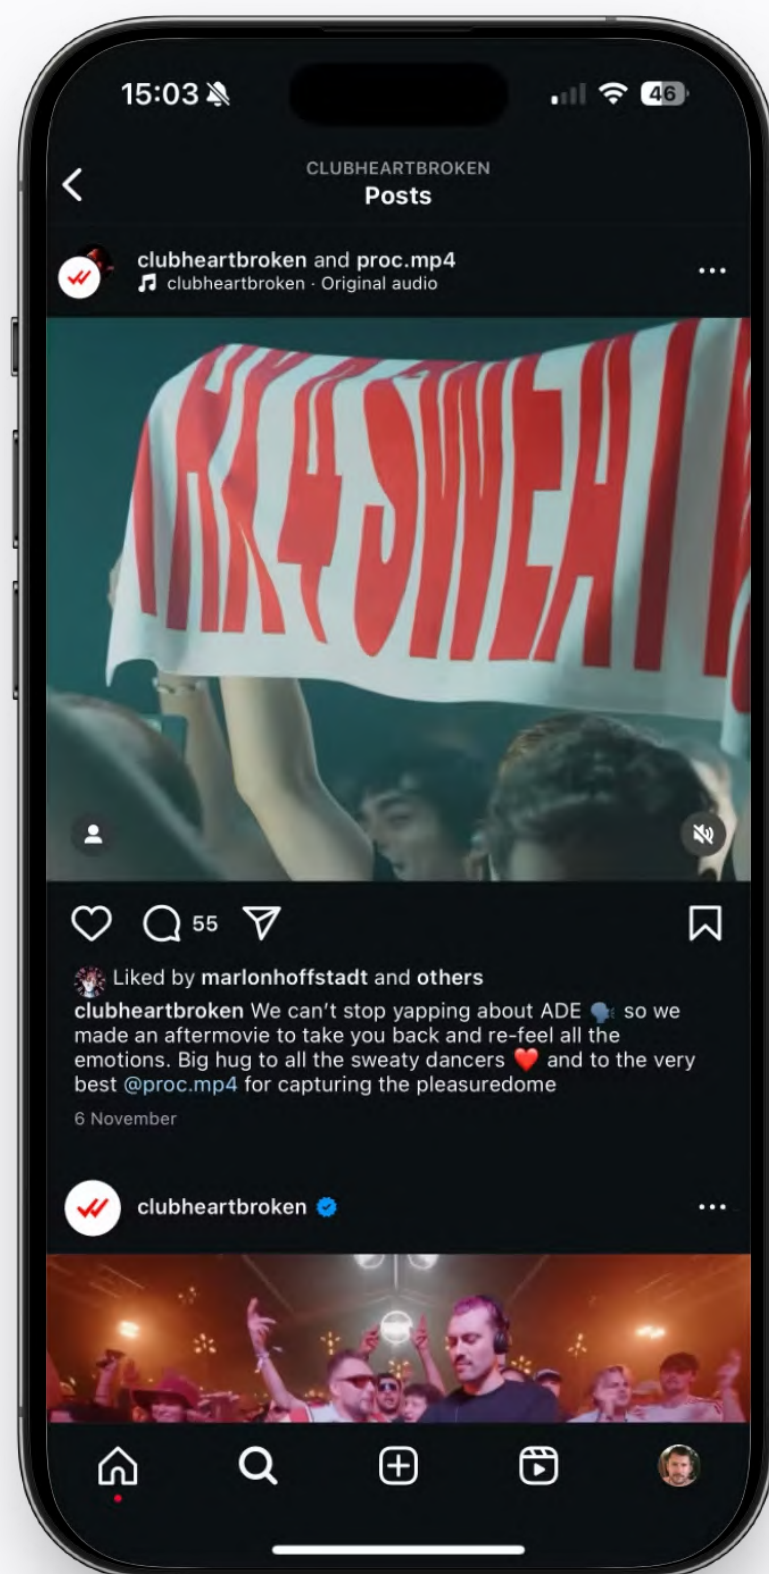 15:03
46
CLUBHEARTBROKEN
Posts
clubheartbroken and proc.mp4
clubheartbroken · Original audio
4 SWEAT
55
Liked by marlonhoffstadt and others
clubheartbroken We can't stop yapping about ADE 🗣️ so we
made an aftermovie to take you back and re-feel all the
emotions. Big hug to all the sweaty dancers ❤️ and to the very
best @proc.mp4 for capturing the pleasuredome
6 November
clubheartbroken